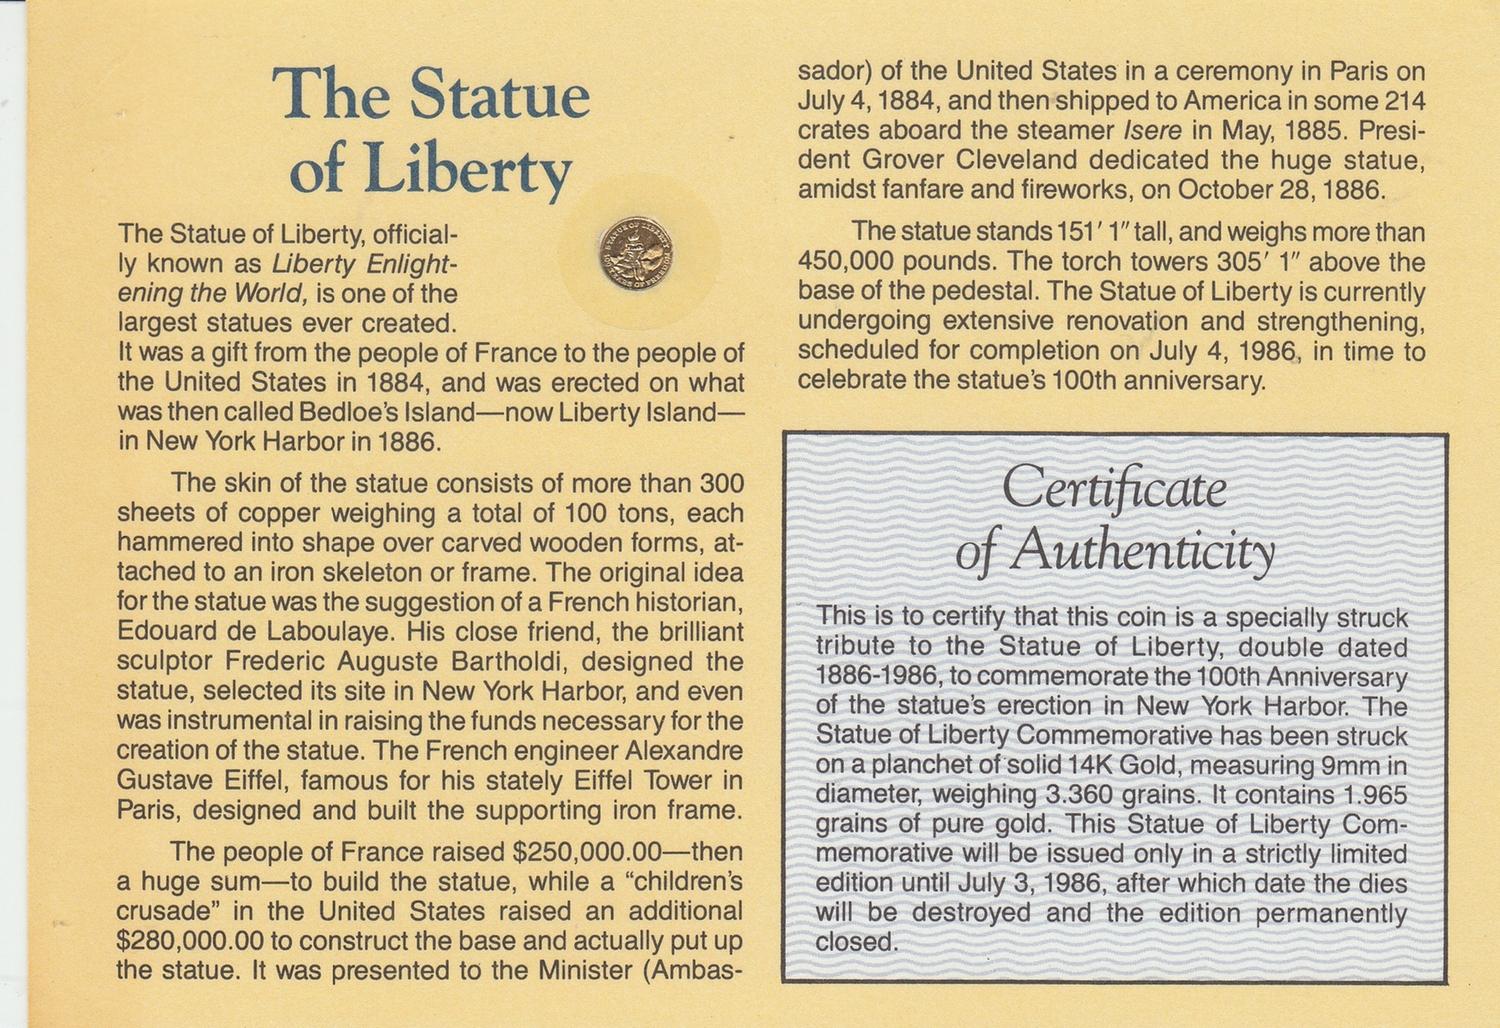 The Statue
of Liberty
The Statue of Liberty, official-
ly known as Liberty Enlight-
ening the World, is one of the
largest statues ever created.
It was a gift from the people of France to the people of
the United States in 1884, and was erected on what
was then called Bedloe's Island—now Liberty Island—
in New York Harbor in 1886.
The skin of the statue consists of more than 300
sheets of copper weighing a total of 100 tons, each
hammered into shape over carved wooden forms, at-
tached to an iron skeleton or frame. The original idea
for the statue was the suggestion of a French historian,
Edouard de Laboulaye. His close friend, the brilliant
sculptor Frederic Auguste Bartholdi, designed the
statue, selected its site in New York Harbor, and even
was instrumental in raising the funds necessary for the
creation of the statue. The French engineer Alexandre
Gustave Eiffel, famous for his stately Eiffel Tower in
Paris, designed and built the supporting iron frame.
The people of France raised $250,000.00—then
a huge sum—to build the statue, while a “children's
crusade” in the United States raised an additional
$280,000.00 to construct the base and actually put up
the statue. It was presented to the Minister (Ambas-
sador) of the United States in a ceremony in Paris on
July 4, 1884, and then shipped to America in some 214
crates aboard the steamer Isere in May, 1885. Presi-
dent Grover Cleveland dedicated the huge statue,
amidst fanfare and fireworks, on October 28, 1886.
The statue stands 151′ 1″ tall, and weighs more than
450,000 pounds. The torch towers 305′ 1″ above the
base of the pedestal. The Statue of Liberty is currently
undergoing extensive renovation and strengthening,
scheduled for completion on July 4, 1986, in time to
celebrate the statue's 100th anniversary.
Certificate
of Authenticity
This is to certify that this coin is a specially struck
tribute to the Statue of Liberty, double dated
1886-1986, to commemorate the 100th Anniversary
of the statue's erection in New York Harbor. The
Statue of Liberty Commemorative has been struck
on a planchet of solid 14K Gold, measuring 9mm in
diameter, weighing 3.360 grains. It contains 1.965
grains of pure gold. This Statue of Liberty Com-
memorative will be issued only in a strictly limited
edition until July 3, 1986, after which date the dies
will be destroyed and the edition permanently
closed.
STATUE OF LIBERTY
OF FREEDOM